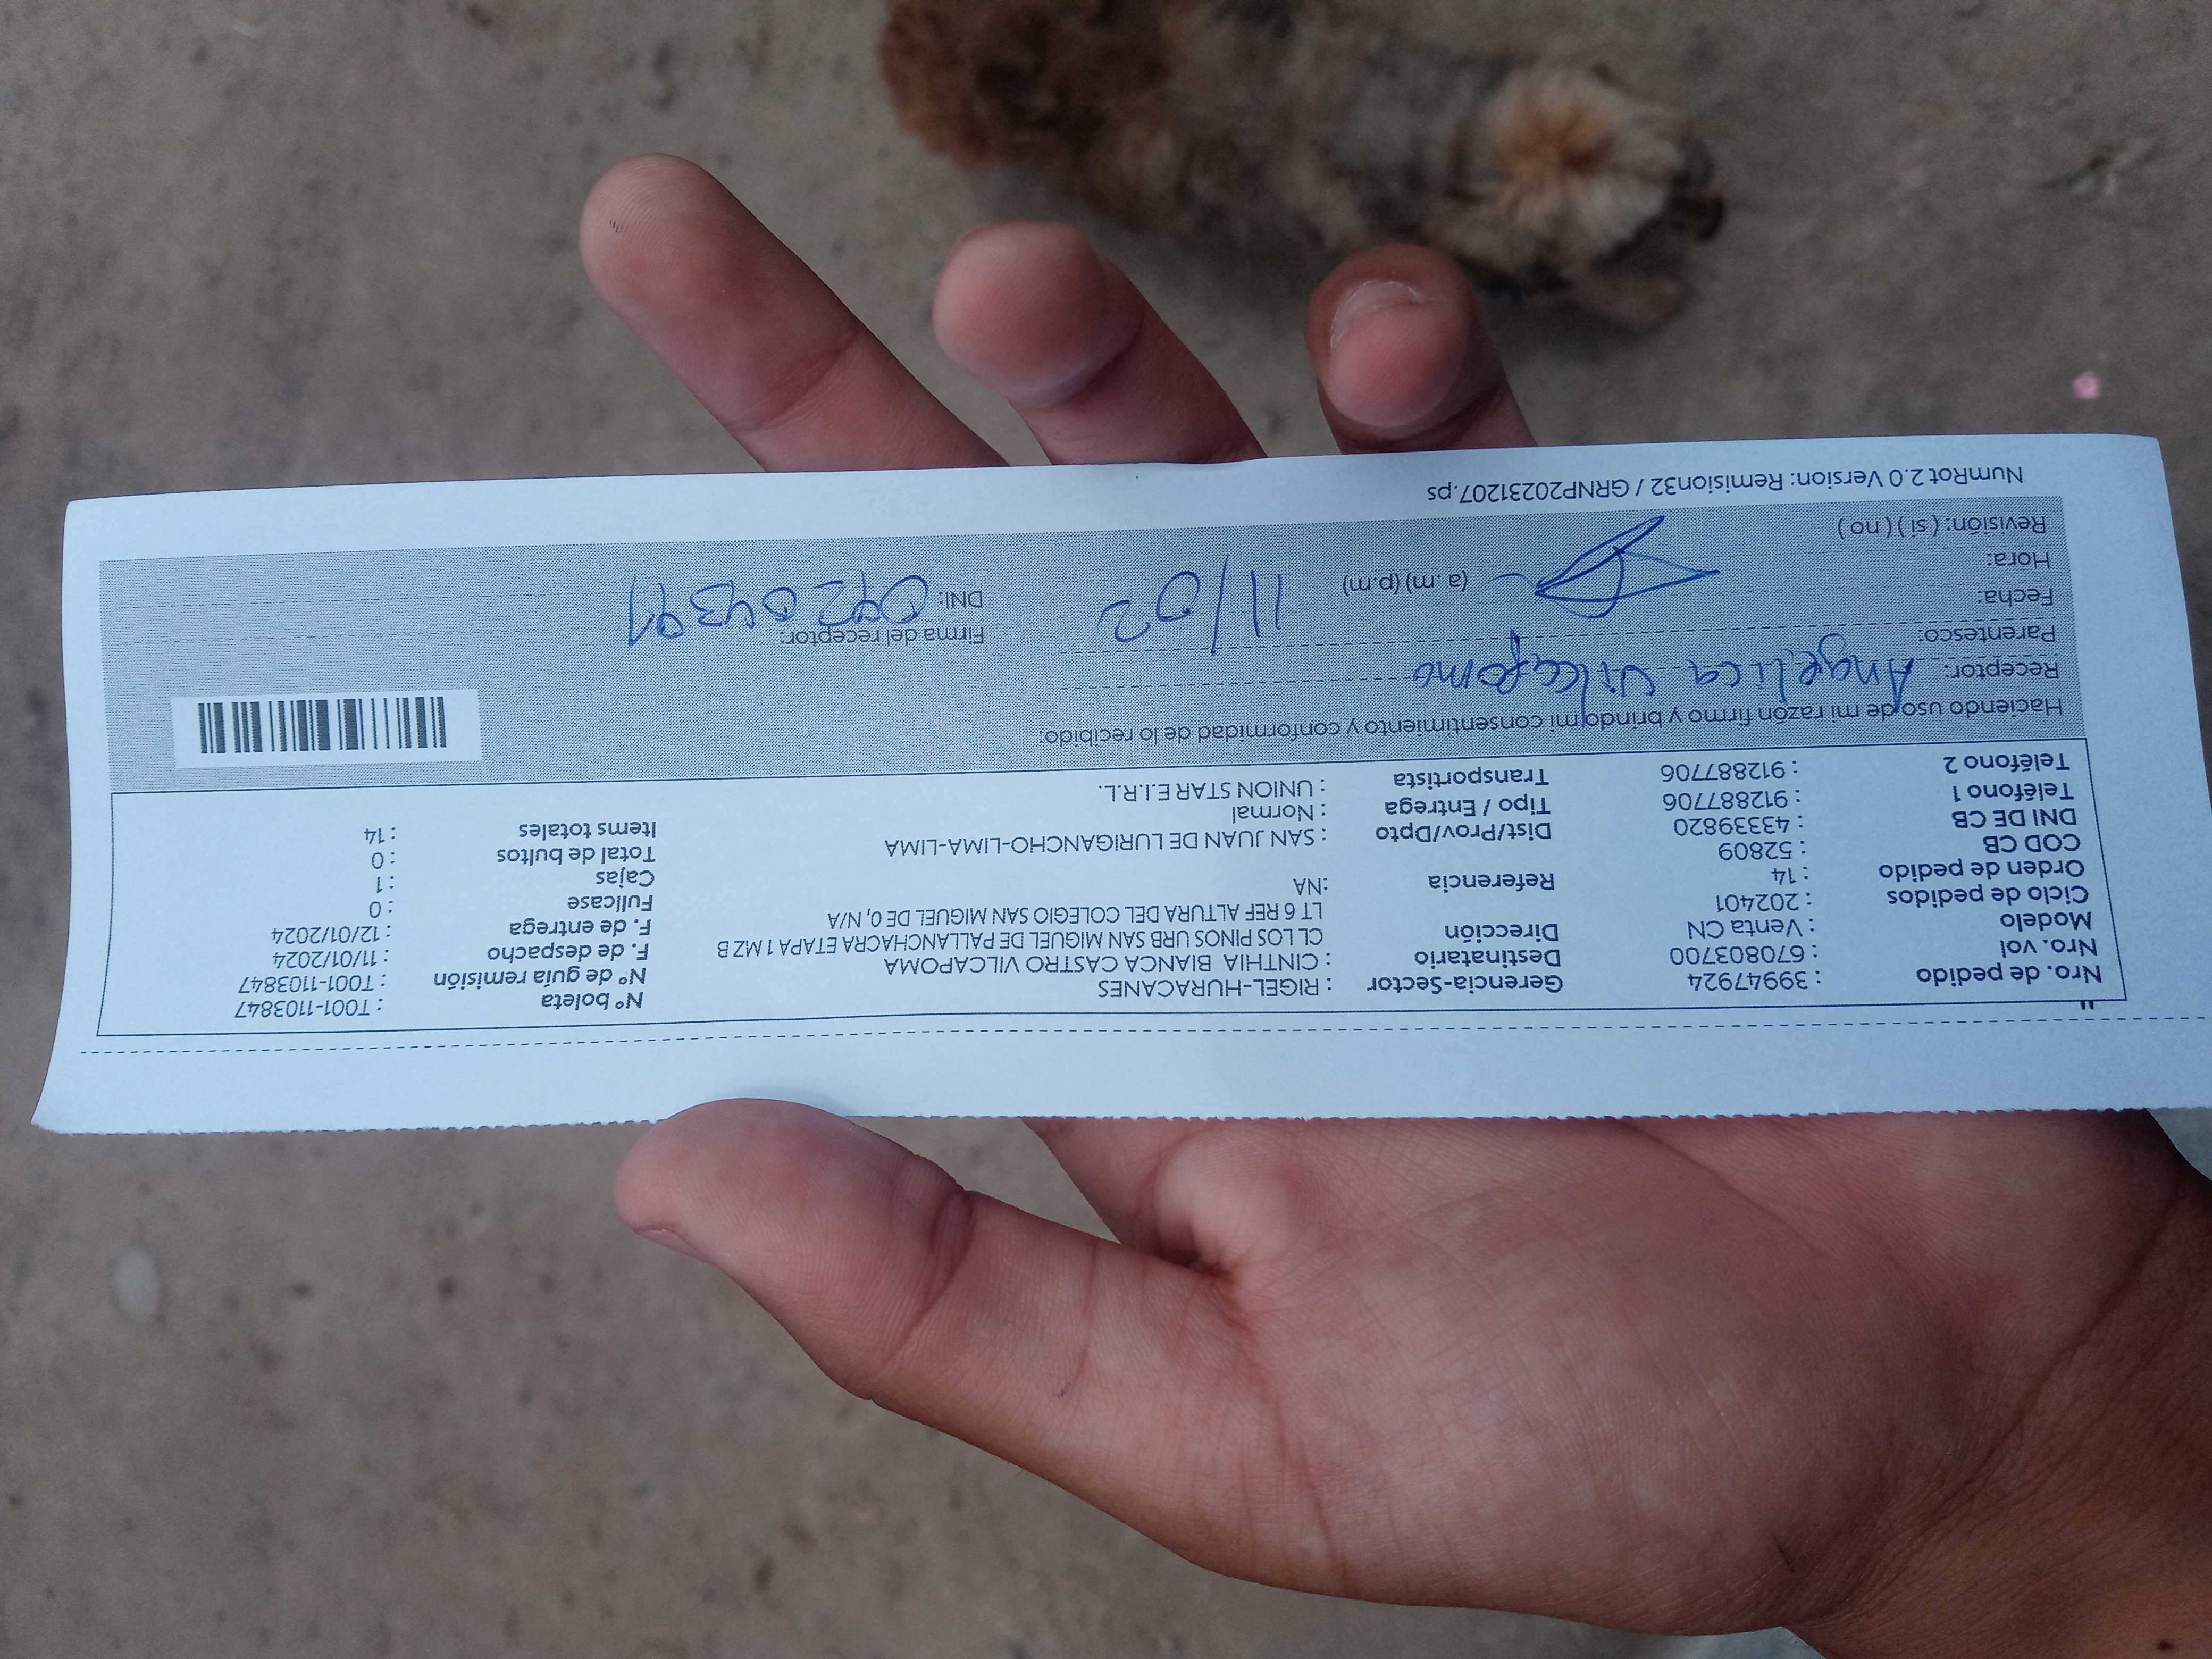 Nro. de pedido : 39947924 Gerencia-Sector : RIGEL-HURACANES Nº boleta : T001-1103847
Nro. vol : 670803700 Destinatario : CINTHIA BIANCA CASTRO VILCAPOMA Nº de guía remisión : T001-1103847
Modelo : Venta CN Dirección CL LOS PINOS URB SAN MIGUEL DE PALLANCHACRA ETAPA 1 MZ B F. de despacho : 11/01/2024
Ciclo de pedidos : 202401 LT 6 REF ALTURA DEL COLEGIO SAN MIGUEL DE 0, N/A F. de entrega : 12/01/2024
Orden de pedido : 14 Referencia :NA Fullcase : 0
COD CB : 52809 Cajas : 1
DNI DE CB : 43339820 Dist/Prov/Dpto : SAN JUAN DE LURIGANCHO-LIMA-LIMA Total de bultos : 0
Teléfono 1 : 912887706 Tipo / Entrega : Normal Items totales : 14
Teléfono 2 : 912887706 Transportista : UNION STAR E.I.R.L.
Haciendo uso de mi razón firmo y brindo mi consentimiento y conformidad de lo recibido:
Receptor: Angelica Vilcapoma
Parentesco: Firma del receptor:
Fecha: 11/02 DNI:
Hora: (a. m) (p.m)
Revisión: ( si ) ( no )
NumRot 2.0 Version: Remision32 / GRNP20231207.ps